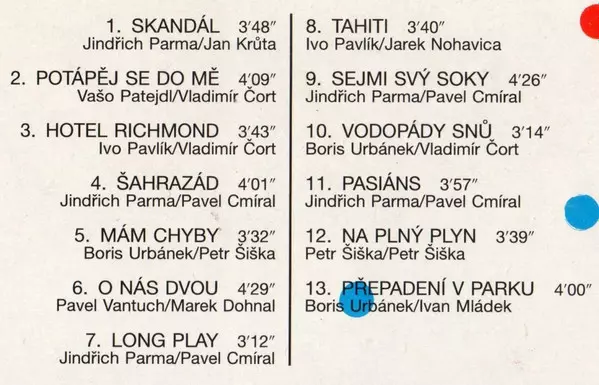 1. SKANDÁL 3′48″
Jindřich Parma/Jan Krůta
2. POTÁPĚJ SE DO MĚ 4′09″
Vašo Patejdl/Vladimír Čort
3. HOTEL RICHMOND 3′43″
Ivo Pavlík/Vladimír Čort
4. ŠAHRAZÁD 4′01″
Jindřich Parma/Pavel Cmíral
5. MÁM CHYBY 3′32″
Boris Urbánek/Petr Šiška
6. O NÁS DVOU 4′29″
Pavel Vantuch/Marek Dohnal
7. LONG PLAY 3′12″
Jindřich Parma/Pavel Cmíral
8. TAHITI 3′40″
Ivo Pavlík/Jarek Nohavica
9. SEJMI SVÝ SOKY 4′26″
Jindřich Parma/Pavel Cmíral
10. VODOPÁDY SNŮ 3′14″
Boris Urbánek/Vladimír Čort
11. PASIÁNS 3′57″
Jindřich Parma/Pavel Cmíral
12. NA PLNÝ PLYN 3′39″
Petr Šiška/Petr Šiška
13. PŘEPADENÍ V PARKU 4′00″
Boris Urbánek/Ivan Mládek